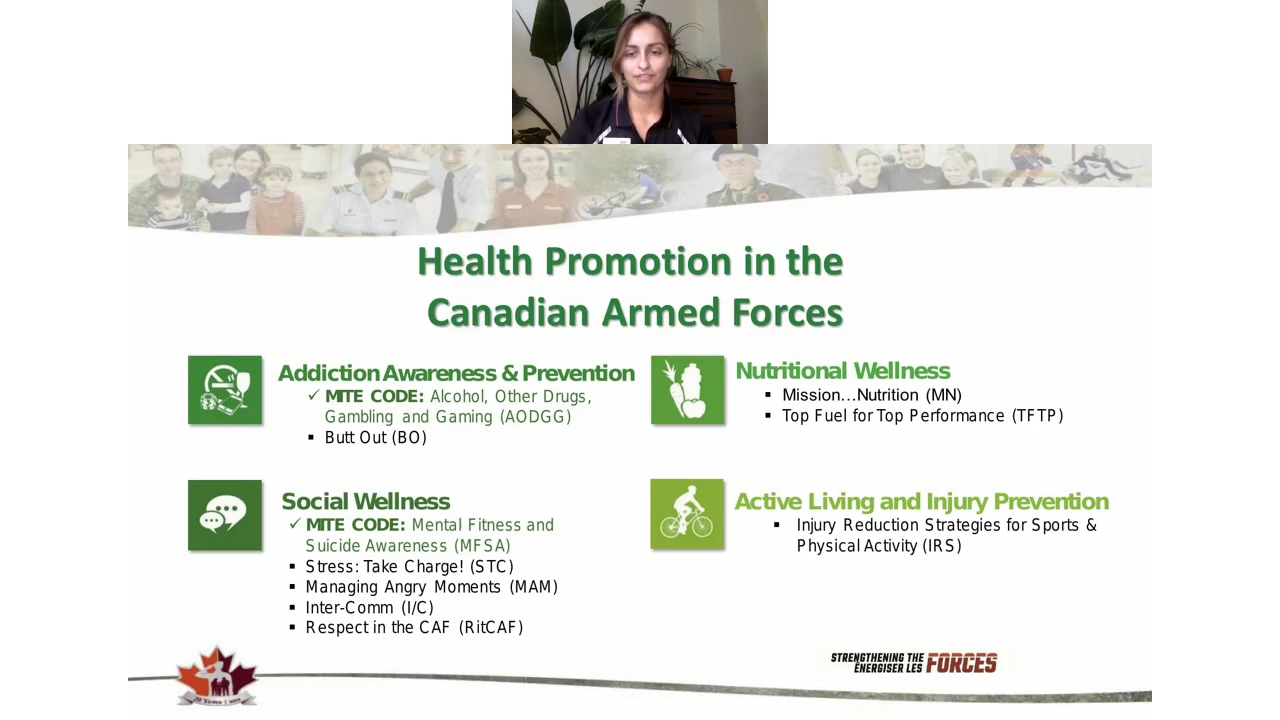 Health Promotion in the
Canadian Armed Forces
Addiction Awareness & Prevention
✓ MITE CODE: Alcohol, Other Drugs,
Gambling and Gaming (AODGG)
▪ Butt Out (BO)
Nutritional Wellness
▪ Mission…Nutrition (MN)
▪ Top Fuel for Top Performance (TFTP)
Social Wellness
✓ MITE CODE: Mental Fitness and
Suicide Awareness (MFSA)
▪ Stress: Take Charge! (STC)
▪ Managing Angry Moments (MAM)
▪ Inter-Comm (I/C)
▪ Respect in the CAF (RitCAF)
Active Living and Injury Prevention
▪ Injury Reduction Strategies for Sports &
Physical Activity (IRS)
STRENGTHENING THE
ÉNERGISER LES FORCES